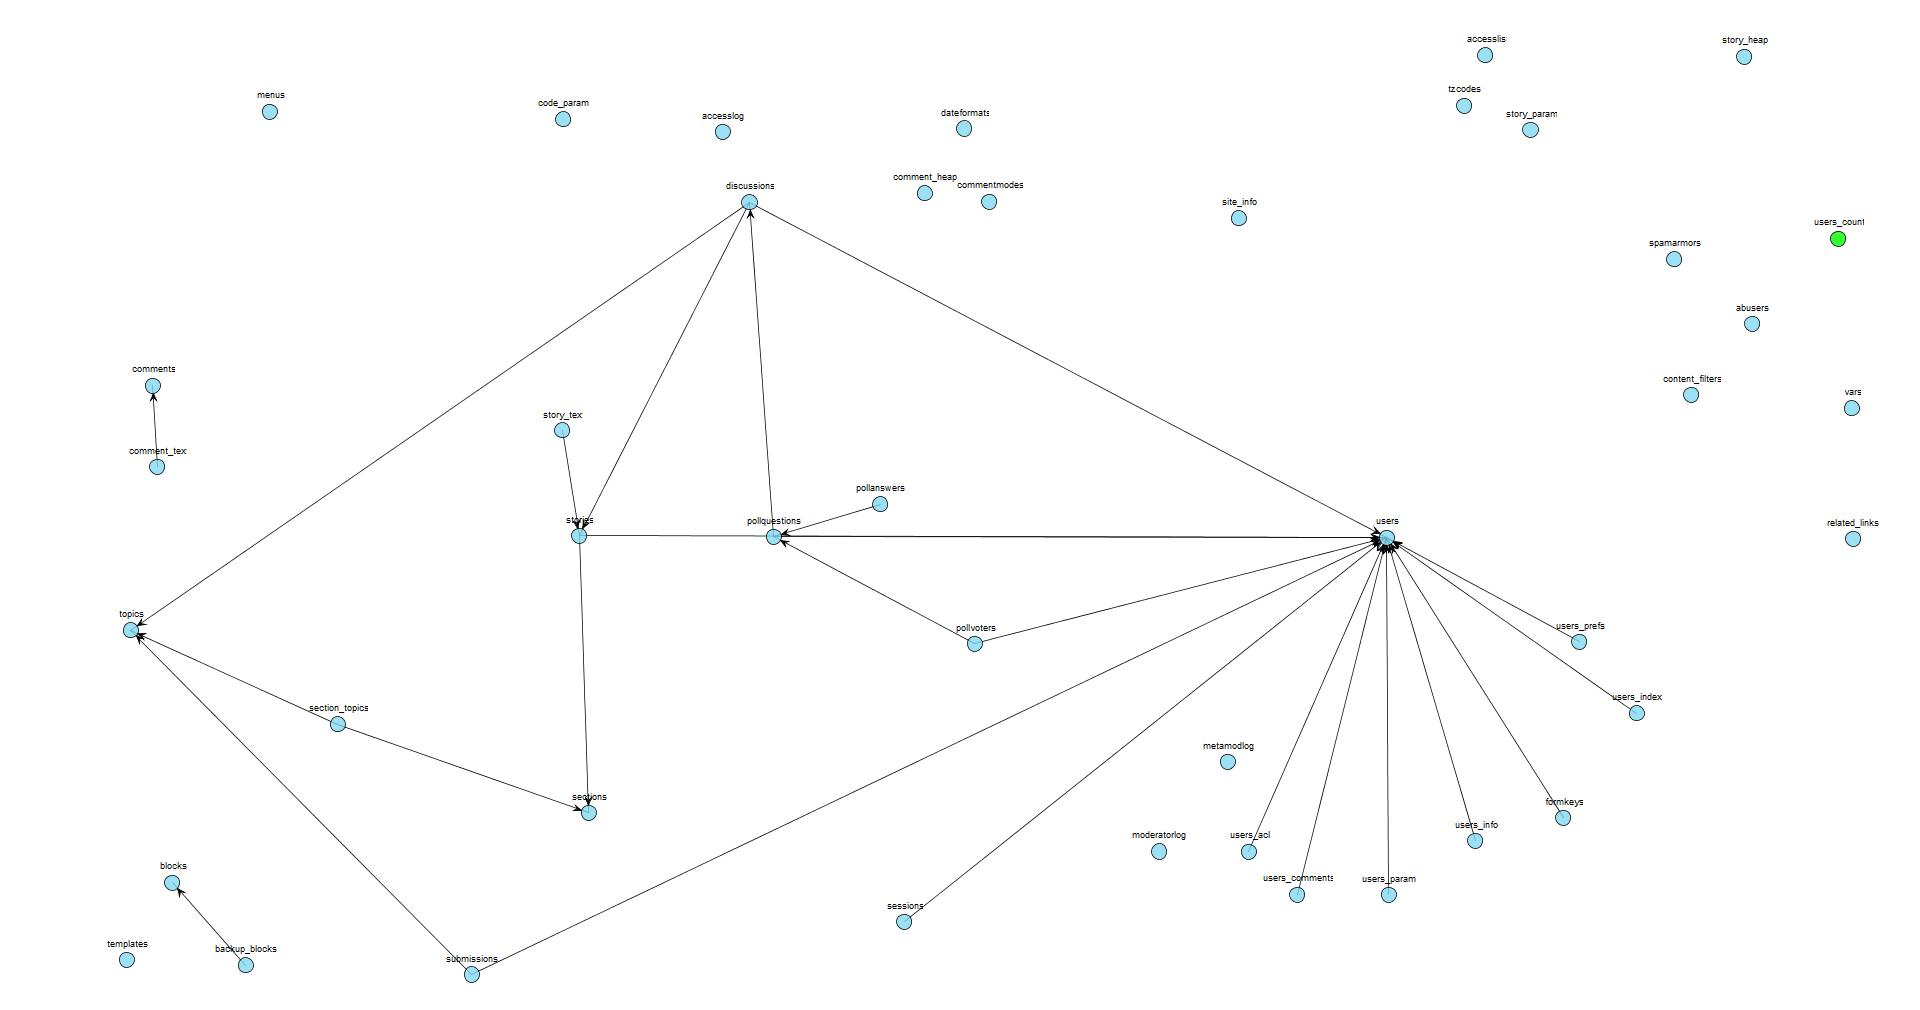 accesslis
story_heap
menus
code_param
accesslog
dateformats
tzcodes
story_param
discussions
comment_heap
commentmodes
site_info
users_count
spamarmors
abusers
comments
content_filters
vars
story_tex
comment_tex
pollanswers
stories
pollquestions
users
related_links
topics
pollvoters
users_prefs
section_topics
users_index
metamodlog
sections
formkeys
moderatorlog
users_acl
users_info
blocks
users_comments
users_param
sessions
templates
backup_blocks
submissions